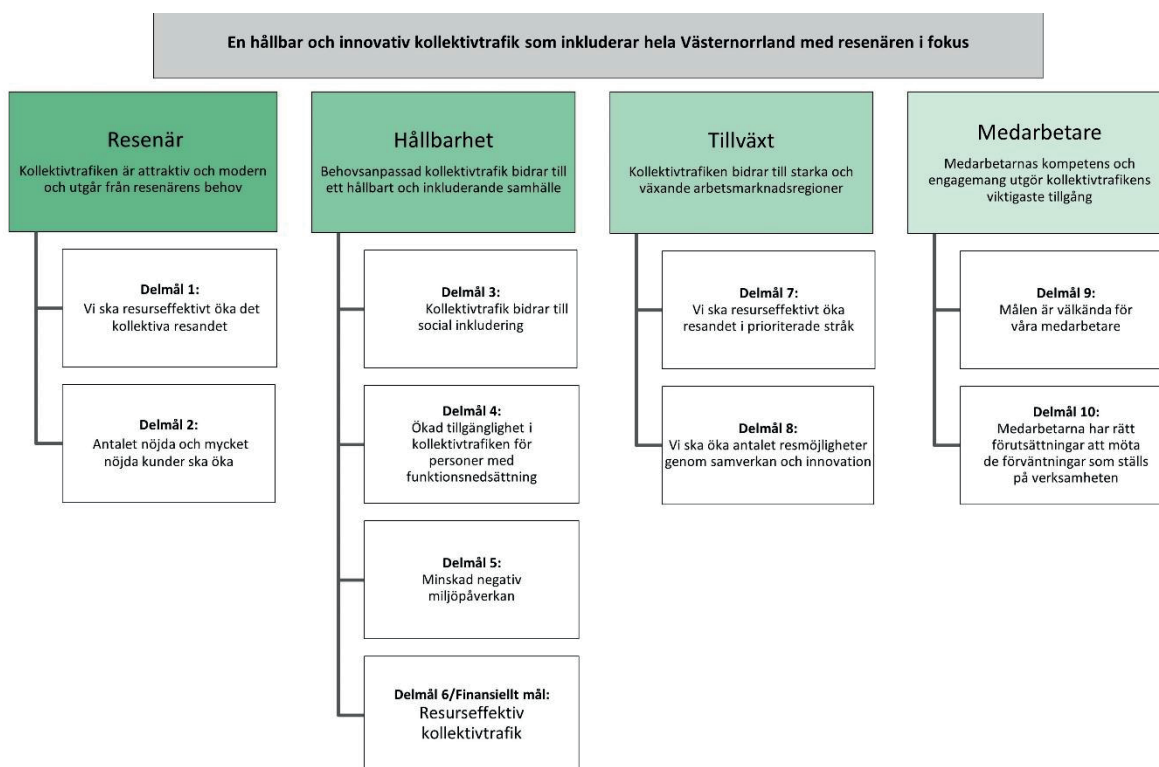 En hållbar och innovativ kollektivtrafik som inkluderar hela Västernorrland med resenären i fokus
Resenär
Kollektivtrafiken är attraktiv och modern
och utgår från resenärens behov
Delmål 1:
Vi ska resurseffektivt öka det
kollektiva resandet
Delmål 2:
Antalet nöjda och mycket
nöjda kunder ska öka
Hållbarhet
Behovsanpassad kollektivtrafik bidrar till
ett hållbart och inkluderande samhälle
Delmål 3:
Kollektivtrafik bidrar till
social inkludering
Delmål 4:
Ökad tillgänglighet i
kollektivtrafiken för
personer med
funktionsnedsättning
Delmål 5:
Minskad negativ
miljöpåverkan
Delmål 6/Finansiellt mål:
Resurseffektiv
kollektivtrafik
Tillväxt
Kollektivtrafiken bidrar till starka och
växande arbetsmarknadsregioner
Delmål 7:
Vi ska resurseffektivt öka
resandet i prioriterade stråk
Delmål 8:
Vi ska öka antalet resmöjligheter
genom samverkan och innovation
Medarbetare
Medarbetarnas kompetens och
engagemang utgör kollektivtrafikens
viktigaste tillgång
Delmål 9:
Målen är välkända för
våra medarbetare
Delmål 10:
Medarbetarna har rätt
förutsättningar att möta
de förväntningar som ställs
på verksamheten